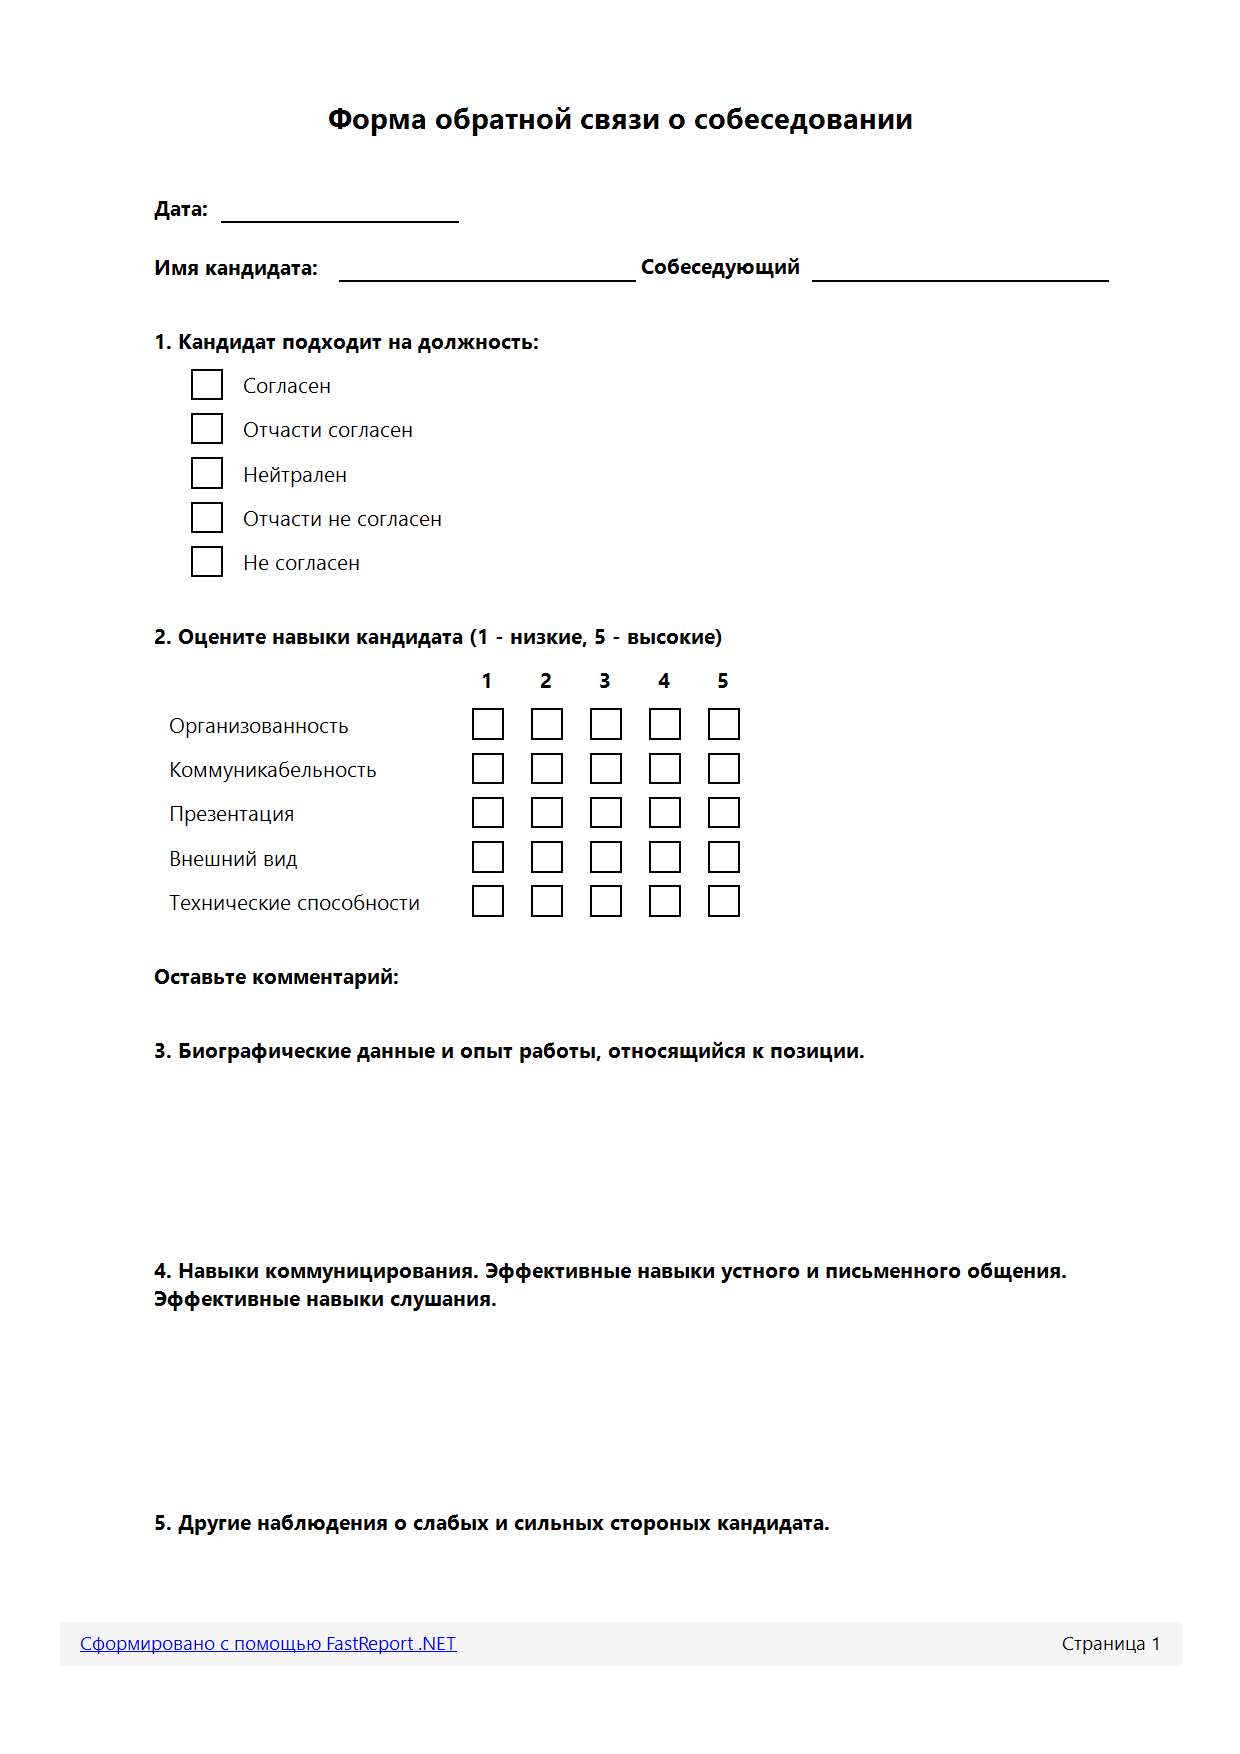 Форма обратной связи о собеседовании
Дата:
Имя кандидата: Собеседующий
1. Кандидат подходит на должность:
Согласен
Отчасти согласен
Нейтрален
Отчасти не согласен
Не согласен
2. Оцените навыки кандидата (1 - низкие, 5 - высокие)
1 2 3 4 5
Организованность
Коммуникабельность
Презентация
Внешний вид
Технические способности
Оставьте комментарий:
3. Биографические данные и опыт работы, относящийся к позиции.
4. Навыки коммуницирования. Эффективные навыки устного и письменного общения.
Эффективные навыки слушания.
5. Другие наблюдения о слабых и сильных стороных кандидата.
Сформировано с помощью FastReport .NET Страница 1